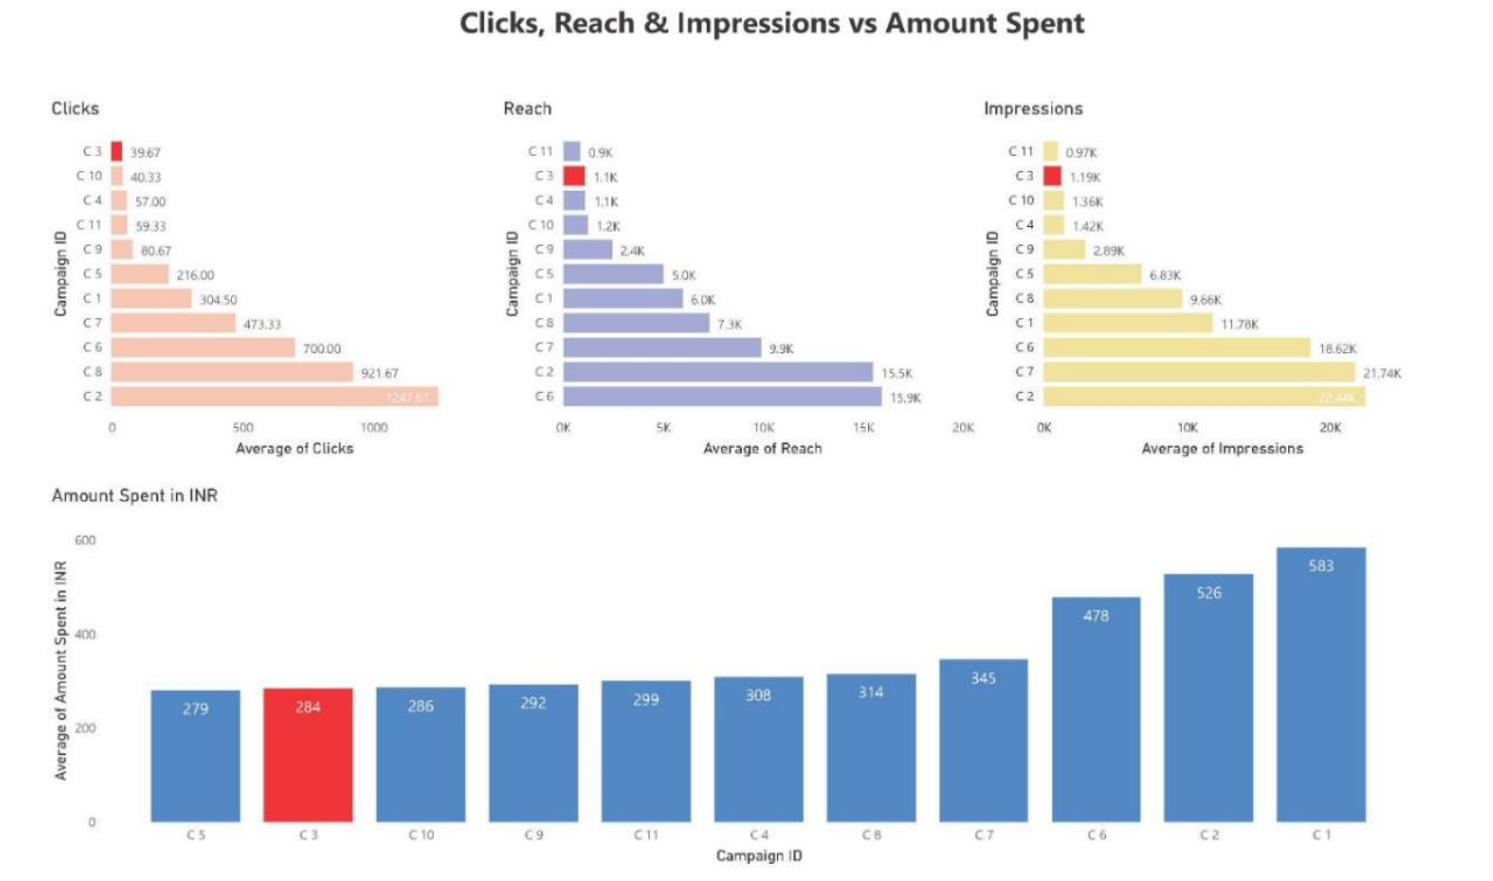 Clicks, Reach & Impressions vs Amount Spent
Clicks
Campaign ID
C 3 39.67
C 10 40.33
C 4 57.00
C 11 59.33
C 9 80.67
C 5 216.00
C 1 304.50
C 7 473.33
C 6 700.00
C 8 921.67
C 2 1247.67
0 500 1000
Average of Clicks
Reach
Campaign ID
C 11 0.9K
C 3 1.1K
C 4 1.1K
C 10 1.2K
C 9 2.4K
C 5 5.0K
C 1 6.0K
C 8 7.3K
C 7 9.9K
C 2 15.5K
C 6 15.9K
0K 5K 10K 15K 20K
Average of Reach
Impressions
Campaign ID
C 11 0.97K
C 3 1.19K
C 10 1.36K
C 4 1.42K
C 9 2.89K
C 5 6.83K
C 8 9.66K
C 1 11.78K
C 6 18.62K
C 7 21.74K
C 2 22.44K
0K 10K 20K
Average of Impressions
Amount Spent in INR
Average of Amount Spent in INR
600
400
200
0
279 284 286 292 299 308 314 345 478 526 583
C 5 C 3 C 10 C 9 C 11 C 4 C 8 C 7 C 6 C 2 C 1
Campaign ID